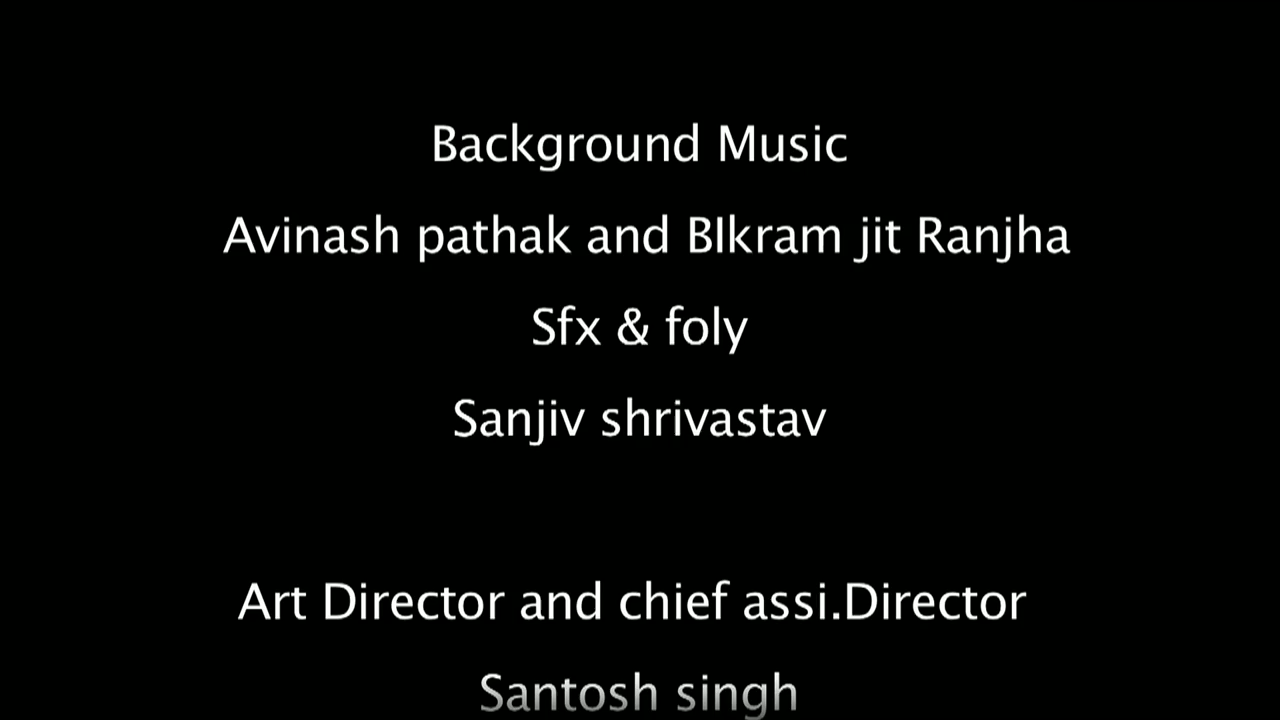 Background Music
Avinash pathak and BIkram jit Ranjha
Sfx & foly
Sanjiv shrivastav
Art Director and chief assi.Director
Santosh singh